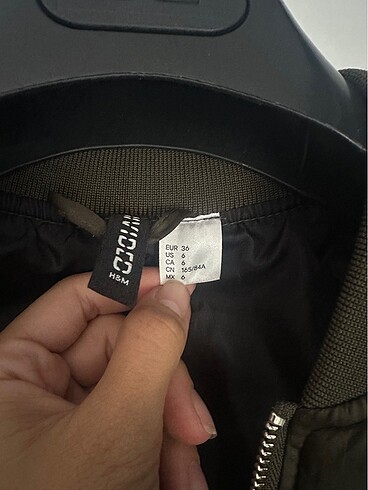 DIVIDED
H&M
EUR 36
US 6
CA 6
CN 165/84A
MX 6